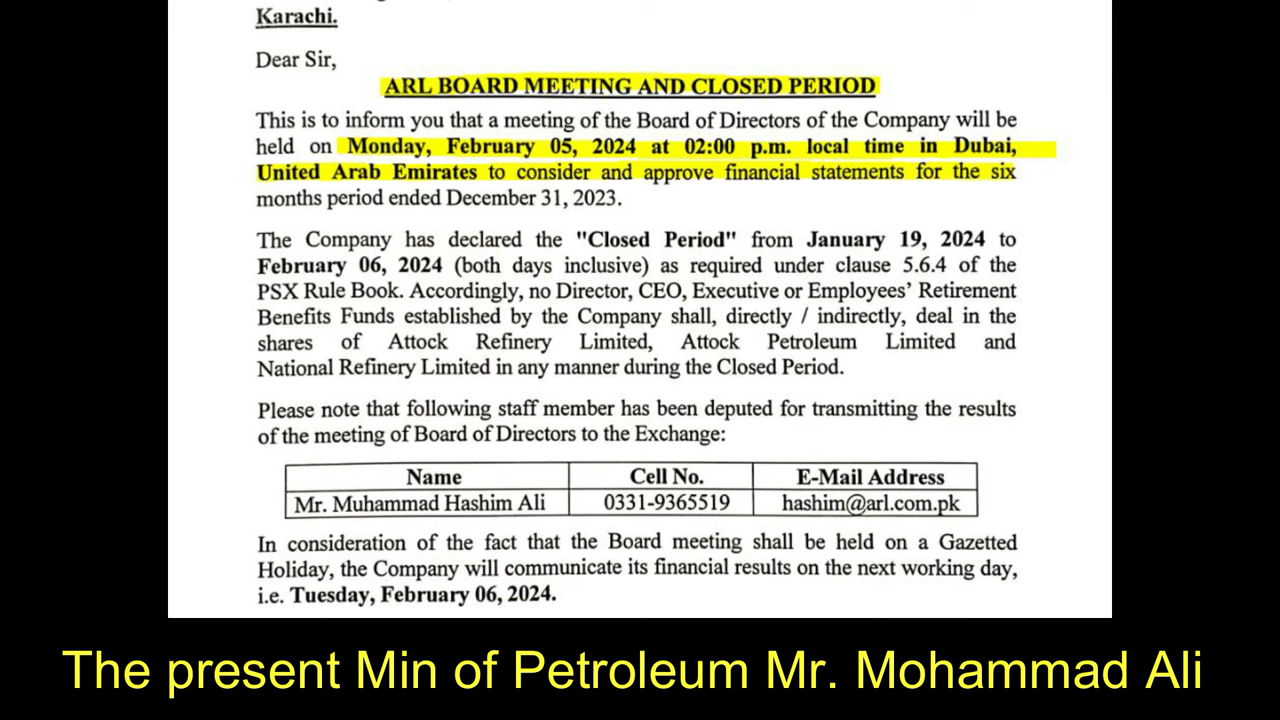 Karachi.
Dear Sir,
ARL BOARD MEETING AND CLOSED PERIOD
This is to inform you that a meeting of the Board of Directors of the Company will be
held on Monday, February 05, 2024 at 02:00 p.m. local time in Dubai,
United Arab Emirates to consider and approve financial statements for the six
months period ended December 31, 2023.
The Company has declared the "Closed Period" from January 19, 2024 to
February 06, 2024 (both days inclusive) as required under clause 5.6.4 of the
PSX Rule Book. Accordingly, no Director, CEO, Executive or Employees' Retirement
Benefits Funds established by the Company shall, directly / indirectly, deal in the
shares of Attock Refinery Limited, Attock Petroleum Limited and
National Refinery Limited in any manner during the Closed Period.
Please note that following staff member has been deputed for transmitting the results
of the meeting of Board of Directors to the Exchange:
Name Cell No. E-Mail Address
Mr. Muhammad Hashim Ali 0331-9365519 hashim@arl.com.pk
In consideration of the fact that the Board meeting shall be held on a Gazetted
Holiday, the Company will communicate its financial results on the next working day,
i.e. Tuesday, February 06, 2024.
The present Min of Petroleum Mr. Mohammad Ali